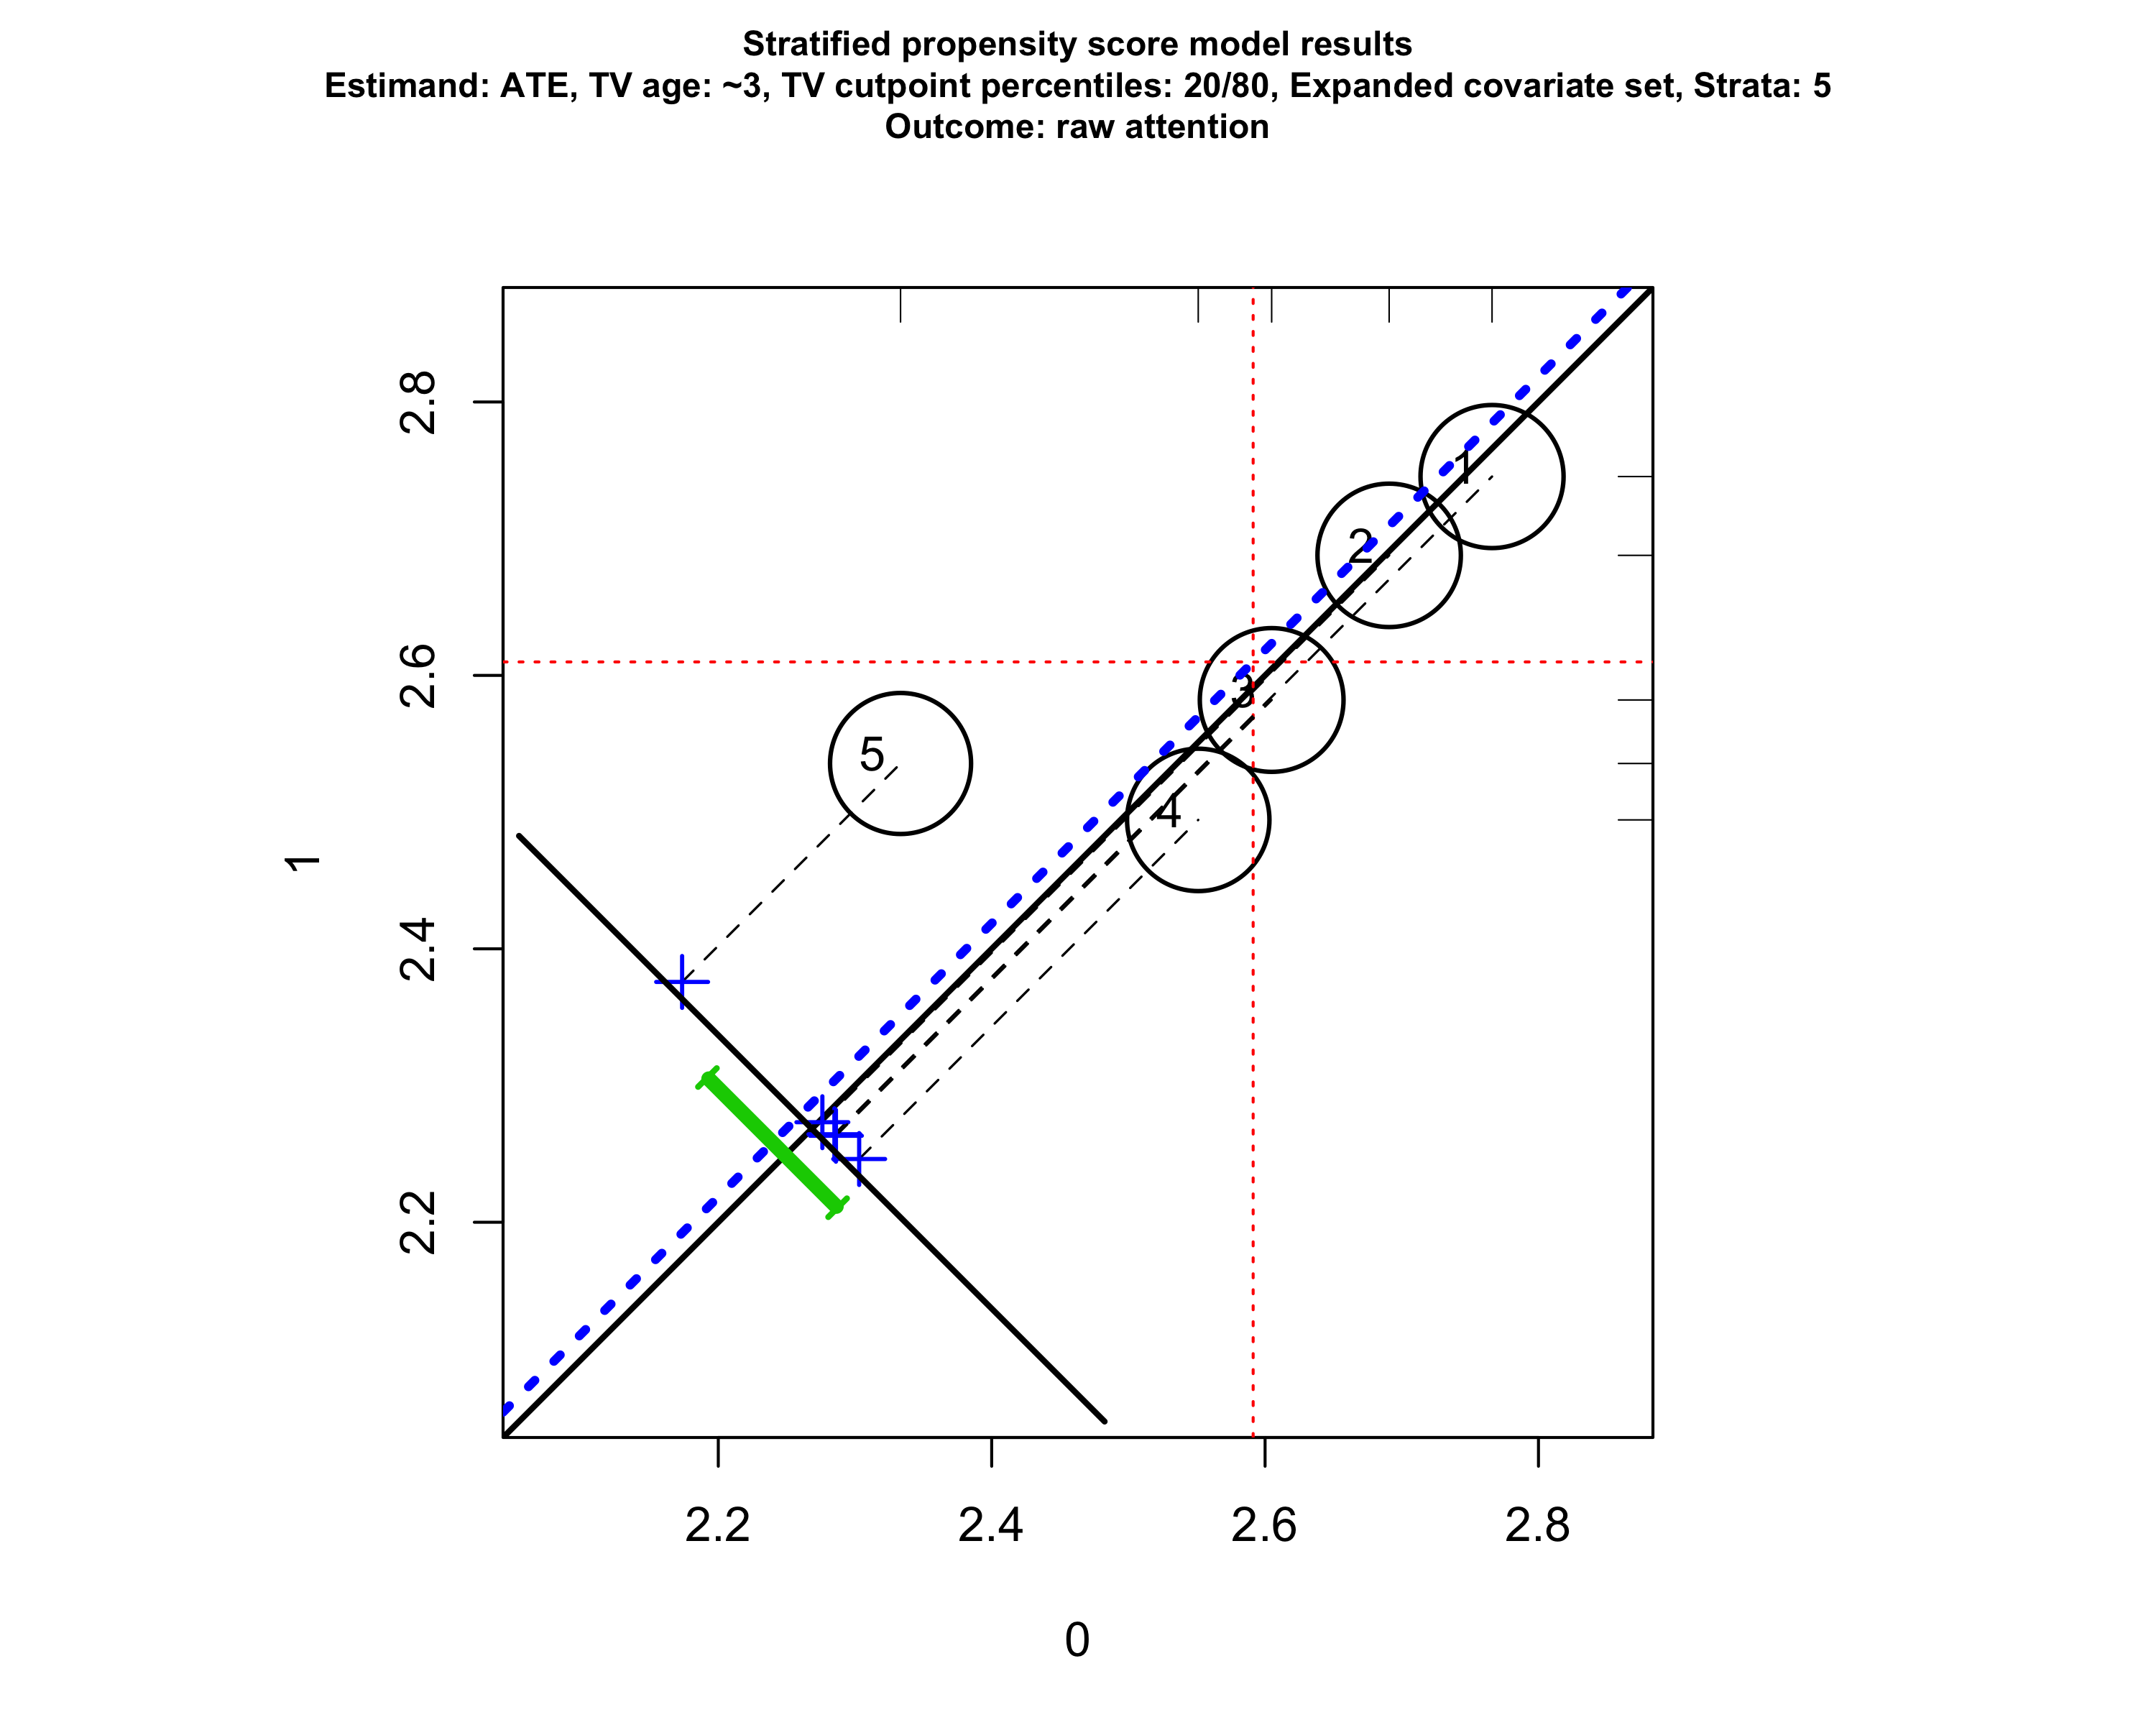 Stratified propensity score model results
Estimand: ATE, TV age: ~3, TV cutpoint percentiles: 20/80, Expanded covariate set, Strata: 5
Outcome: raw attention
2.8
1
2
2.6
3
5
4
1
2.4
2.2
2.2 2.4 2.6 2.8
0